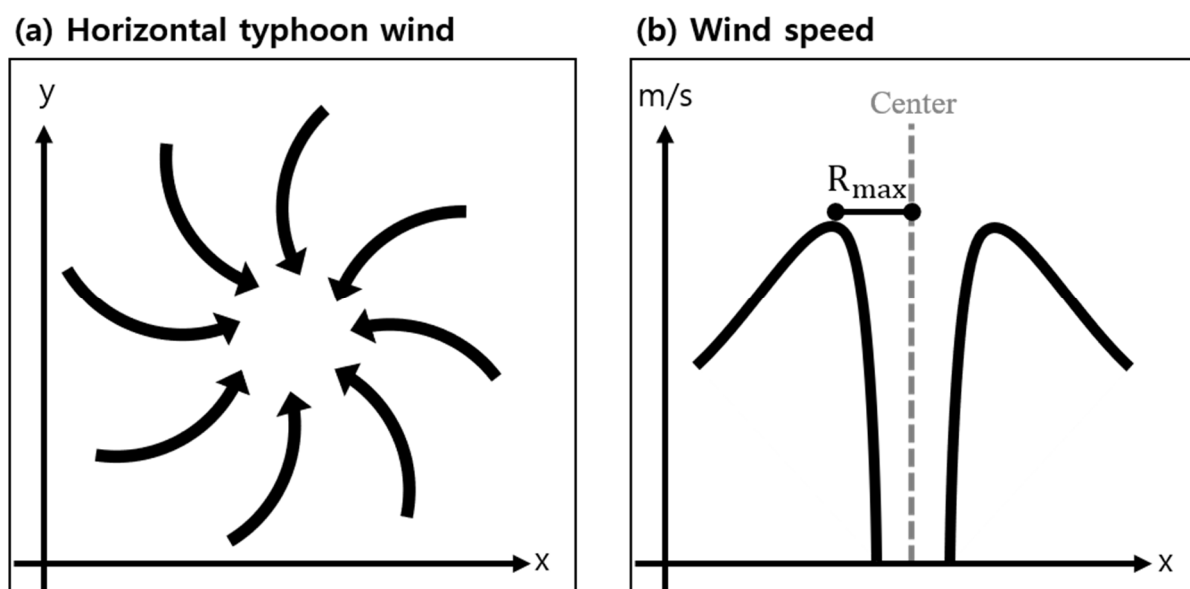 (a) Horizontal typhoon wind
y
x
(b) Wind speed
m/s
Center
Rmax
x